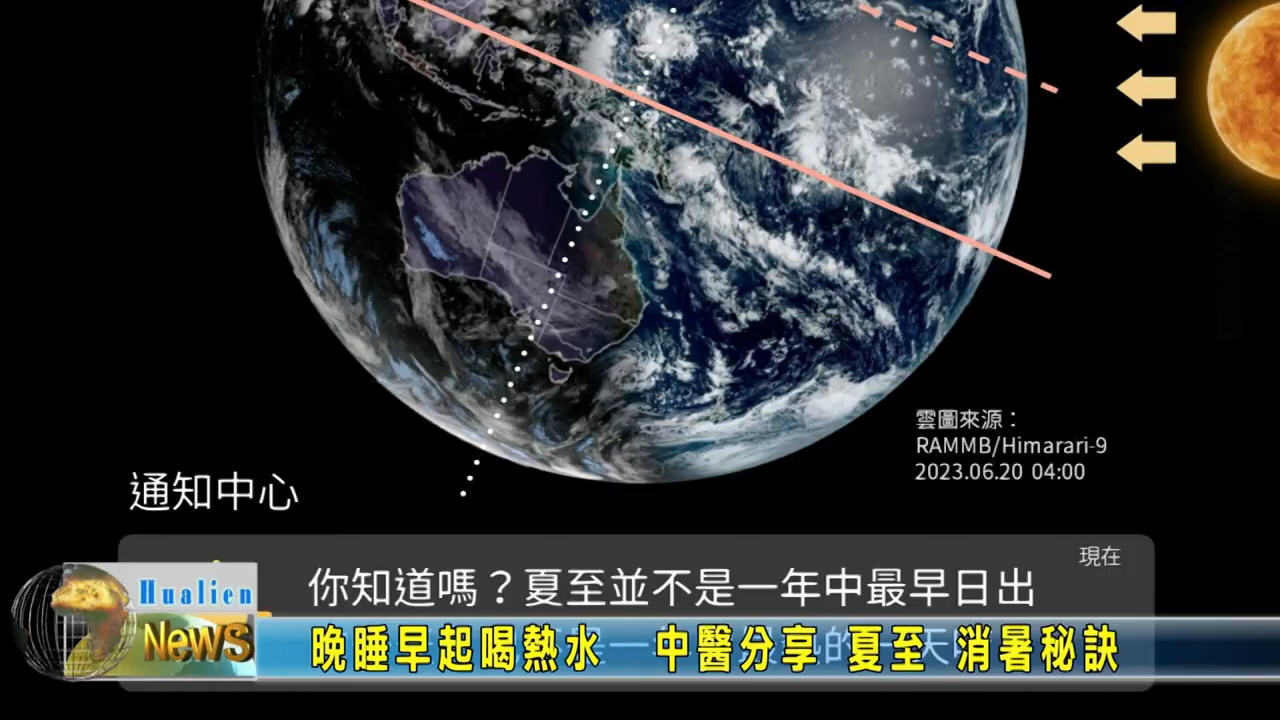 雲圖來源：
RAMMB/Himarari-9
2023.06.20 04:00
通知中心
現在
你知道嗎？夏至並不是一年中最早日出
Hualien
News
晚睡早起喝熱水 中醫分享 夏至 消暑秘訣